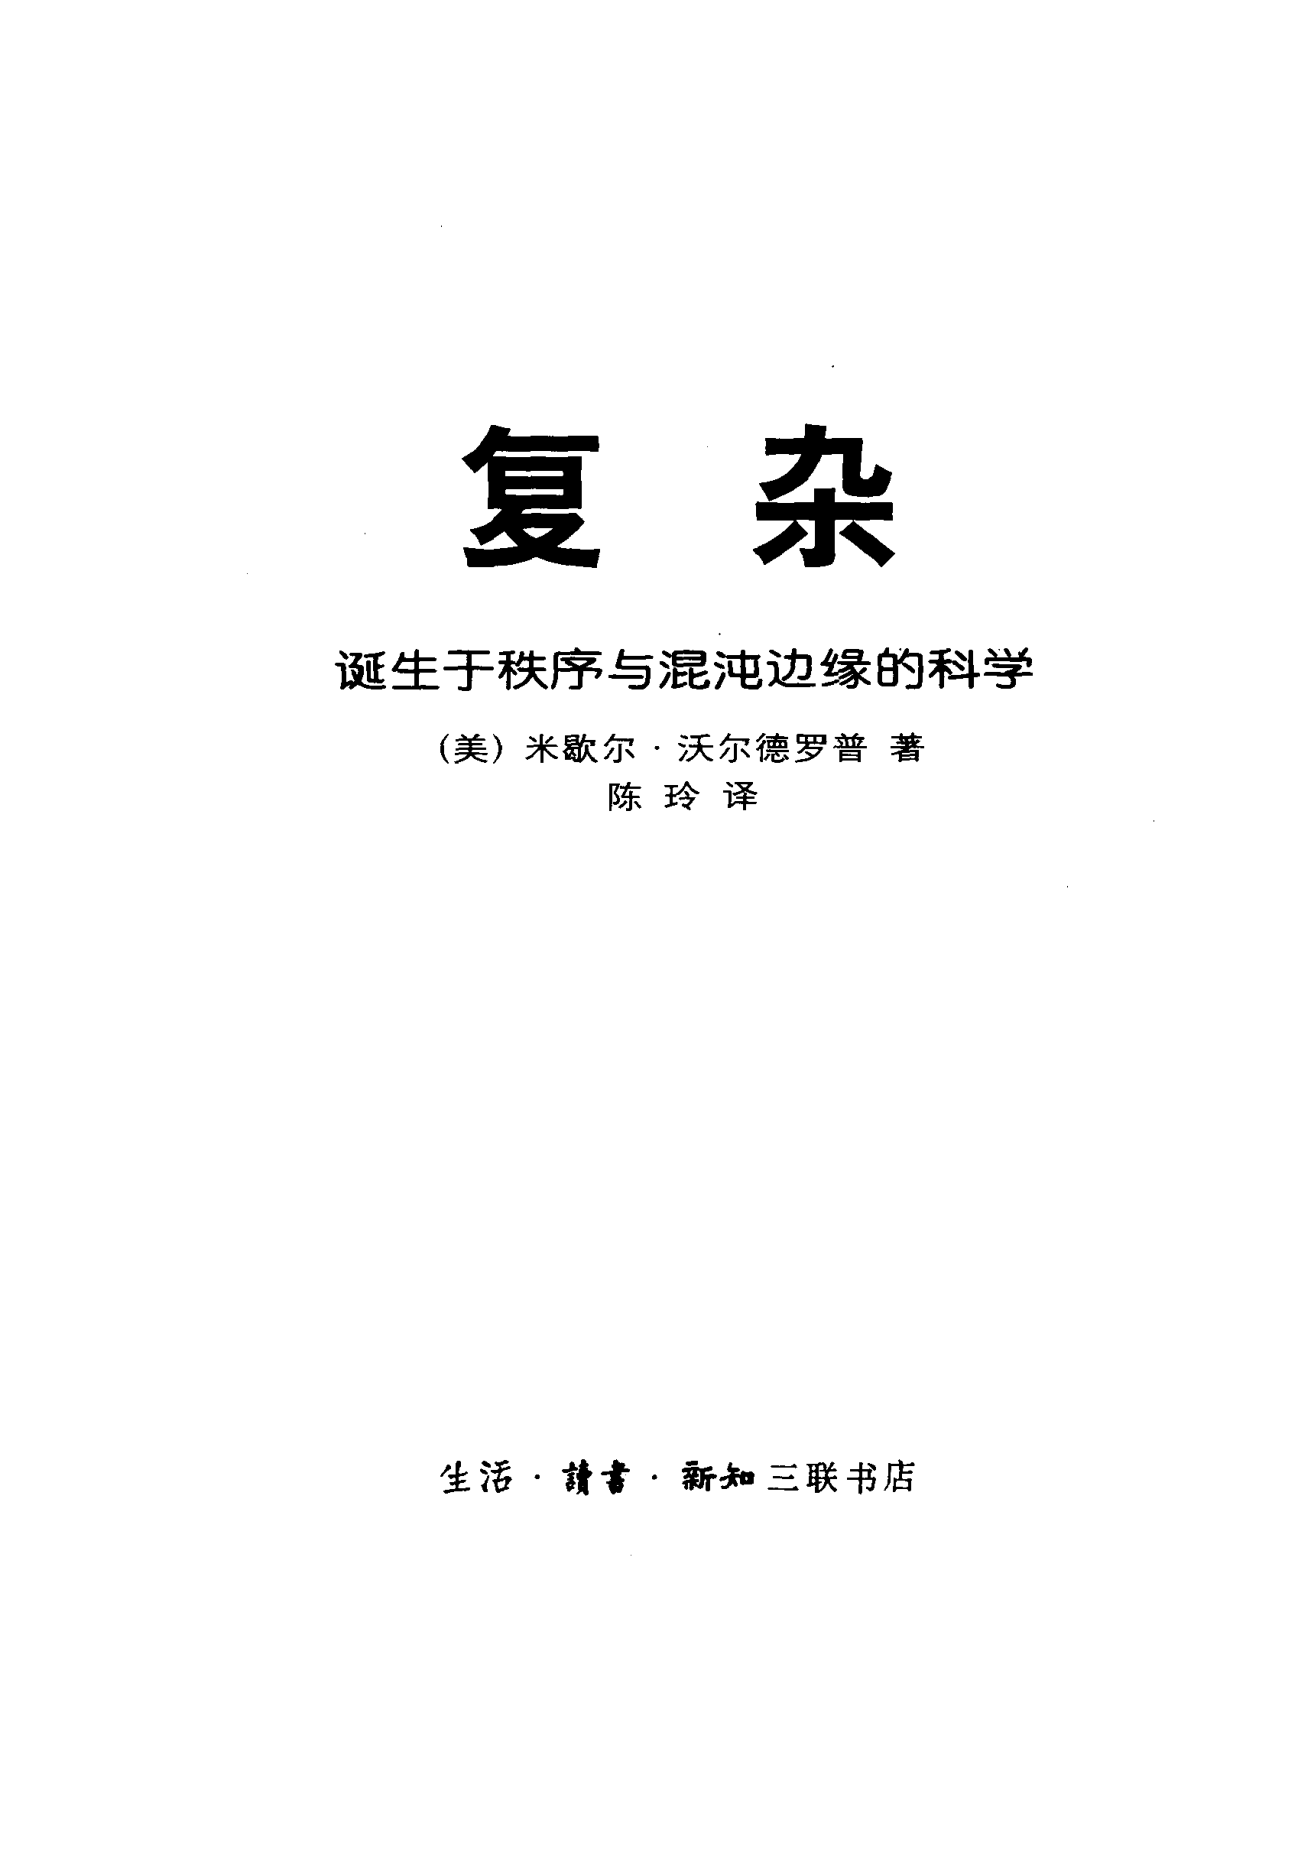 复 杂
诞生于秩序与混沌边缘的科学
（美）米歇尔·沃尔德罗普 著
陈 玲 译
生活·讀書·新知三联书店